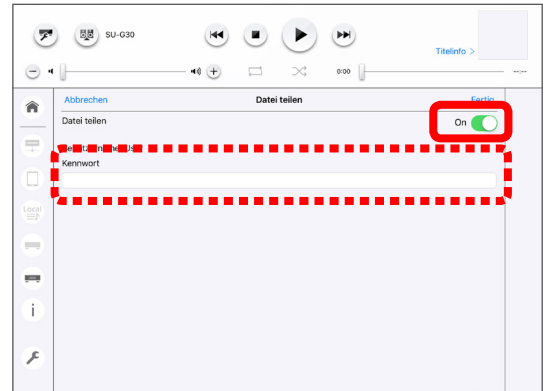 SU-G30
Titelinfo >
0:00
--:--
Abbrechen
Datei teilen
Fertig
Datei teilen
On
Kennwort
Local
i